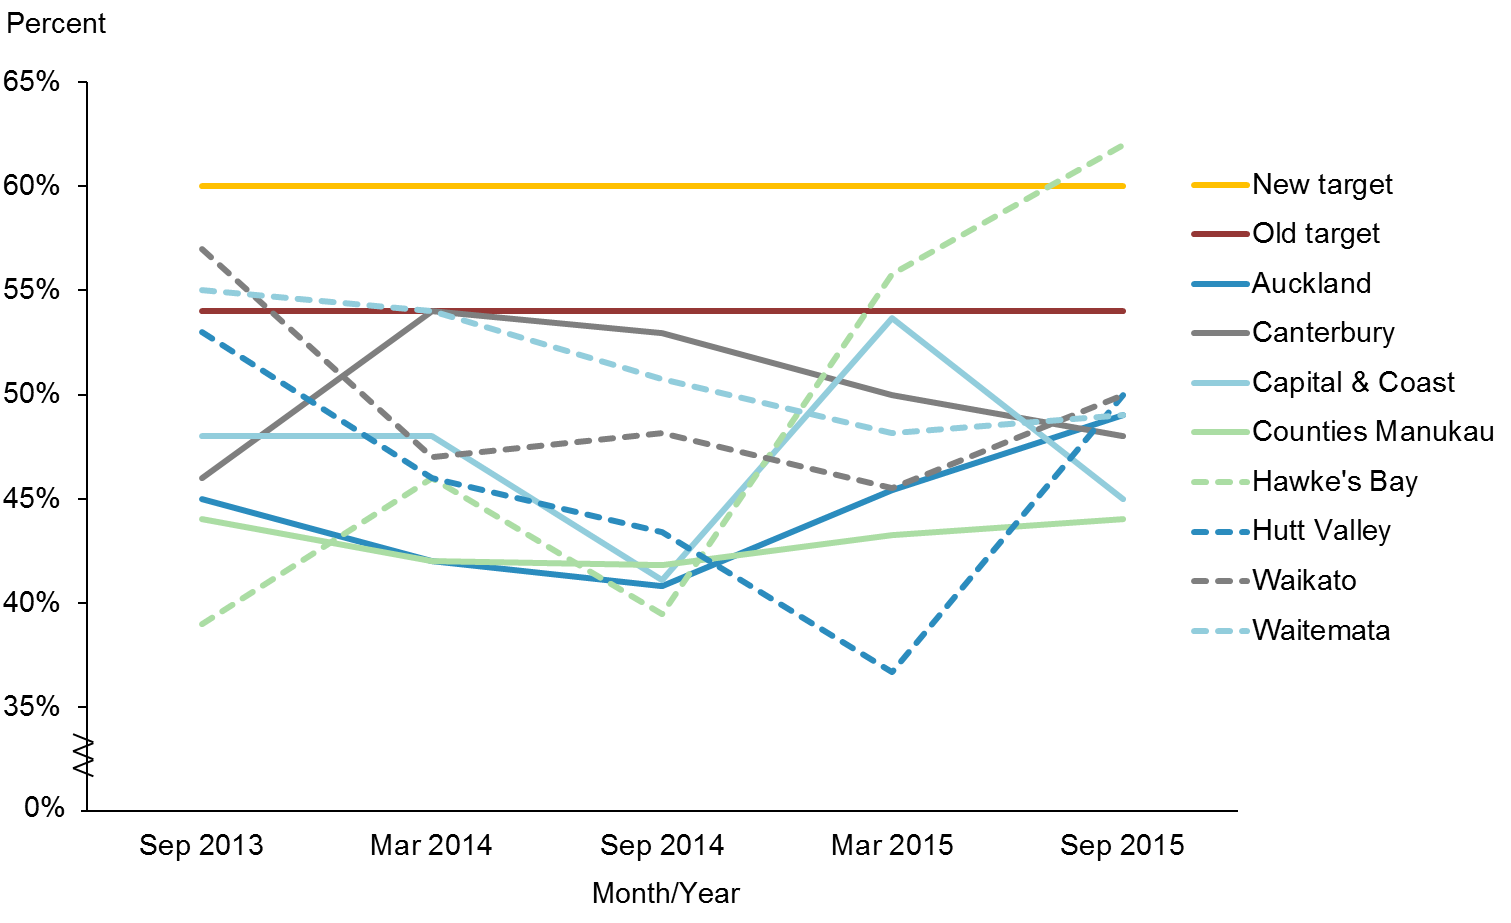 Percent
65%
60%
55%
50%
45%
40%
35%
0%
Sep 2013 Mar 2014 Sep 2014 Mar 2015 Sep 2015
Month/Year
New target
Old target
Auckland
Canterbury
Capital & Coast
Counties Manukau
Hawke's Bay
Hutt Valley
Waikato
Waitemata